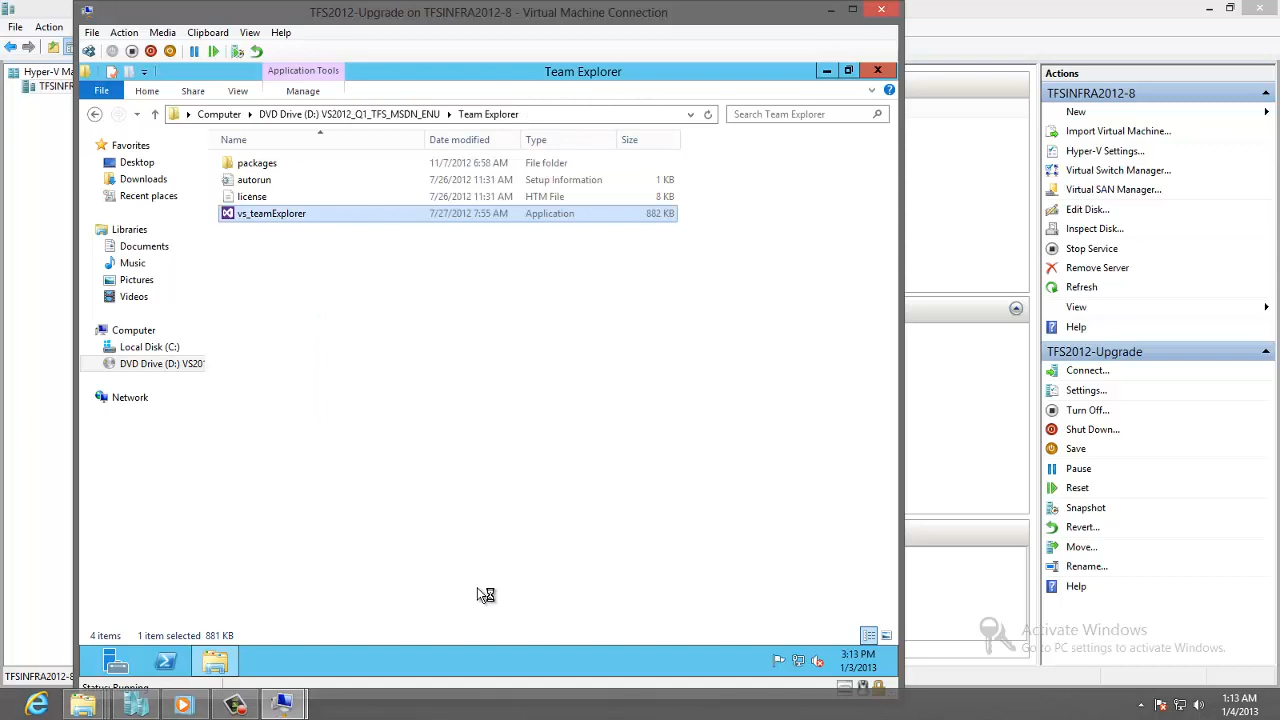 TFS2012-Upgrade on TFSINFRA2012-8 - Virtual Machine Connection
File Action
File Action Media Clipboard View Help
Application Tools Team Explorer
File Home Share View Manage
Computer DVD Drive (D:) VS2012_Q1_TFS_MSDN_ENU Team Explorer Search Team Explorer
Name Date modified Type Size
Favorites
Desktop
Downloads
Recent places
Libraries
Documents
Music
Pictures
Videos
Computer
Local Disk (C:)
DVD Drive (D:) VS20
Network
packages 11/7/2012 6:58 AM File folder
autorun 7/26/2012 11:31 AM Setup Information 1 KB
license 7/26/2012 11:31 AM HTM File 8 KB
vs_teamExplorer 7/27/2012 7:55 AM Application 882 KB
4 items 1 item selected 881 KB
3:13 PM
1/3/2013
Status: Running
Hyper-V Ma
TFSINFR
TFSINFRA2012-8
Actions
TFSINFRA2012-8
New
Import Virtual Machine...
Hyper-V Settings...
Virtual Switch Manager...
Virtual SAN Manager...
Edit Disk...
Inspect Disk...
Stop Service
Remove Server
Refresh
View
Help
TFS2012-Upgrade
Connect...
Settings...
Turn Off...
Shut Down...
Save
Pause
Reset
Snapshot
Revert...
Move...
Rename...
Help
Activate Windows
Go to PC settings to activate Windows.
1:13 AM
1/4/2013